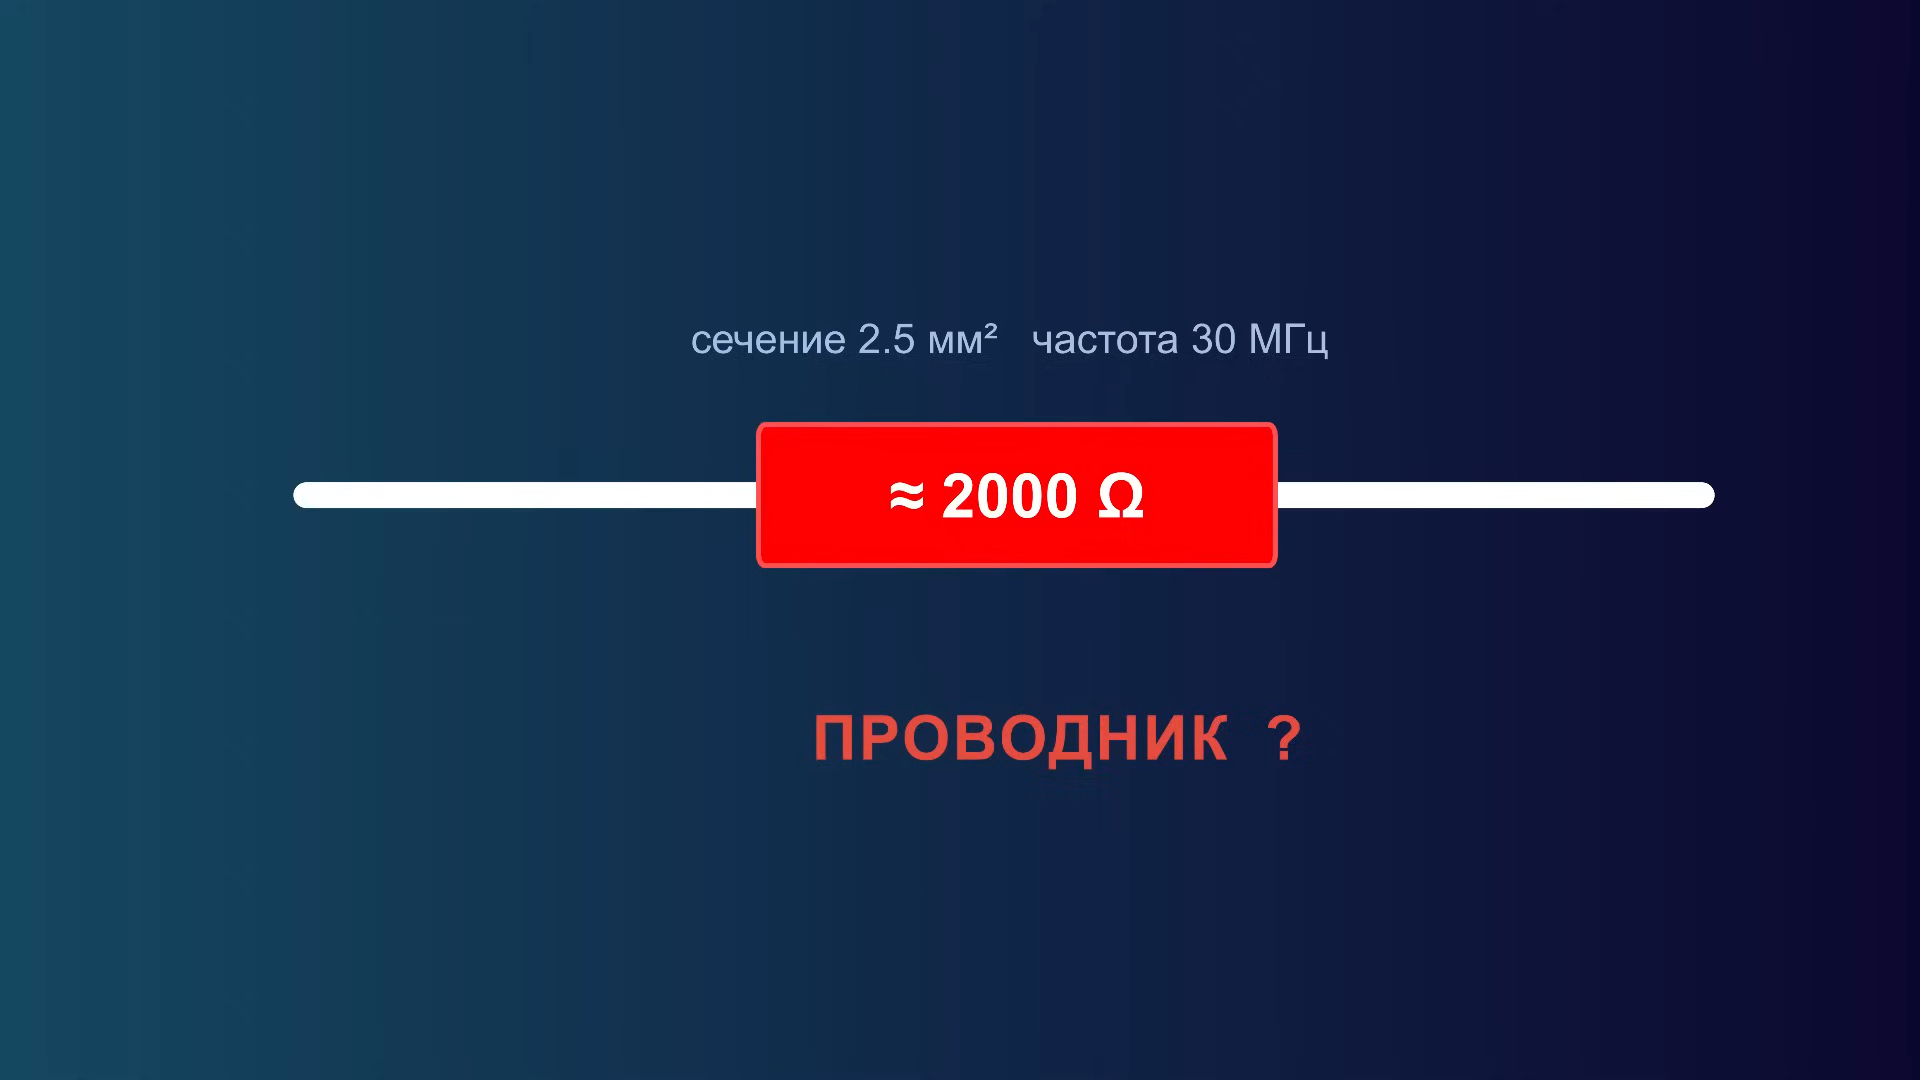 сечение 2.5 мм² частота 30 МГц
≈ 2000 Ω
ПРОВОДНИК ?